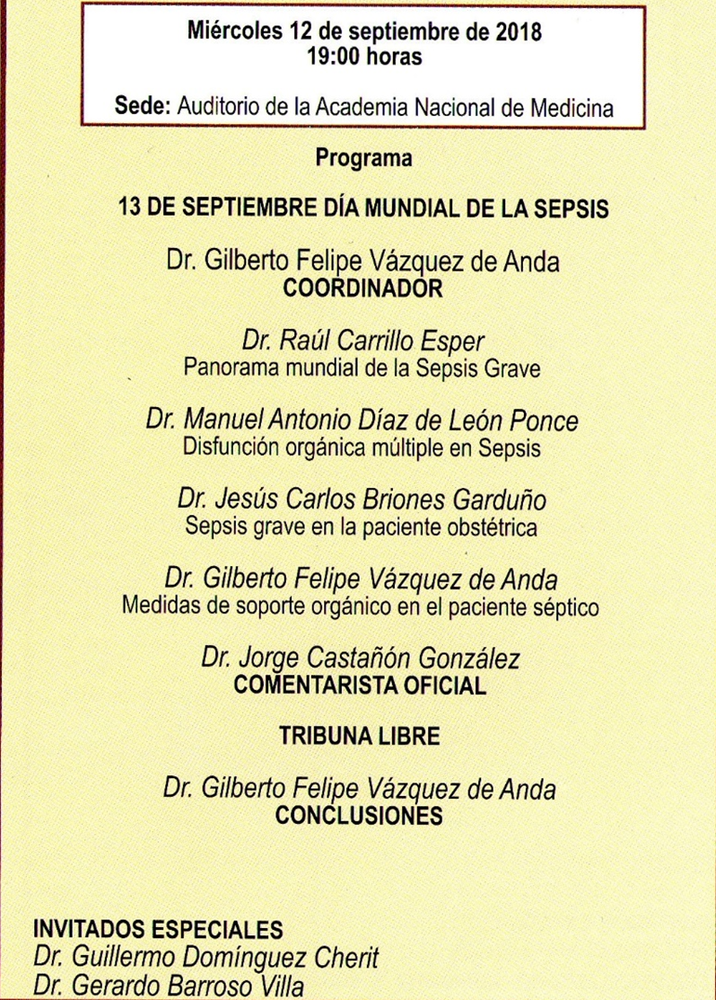 Miércoles 12 de septiembre de 2018
19:00 horas
Sede: Auditorio de la Academia Nacional de Medicina
Programa
13 DE SEPTIEMBRE DÍA MUNDIAL DE LA SEPSIS
Dr. Gilberto Felipe Vázquez de Anda
COORDINADOR
Dr. Raúl Carrillo Esper
Panorama mundial de la Sepsis Grave
Dr. Manuel Antonio Díaz de León Ponce
Disfunción orgánica múltiple en Sepsis
Dr. Jesús Carlos Briones Garduño
Sepsis grave en la paciente obstétrica
Dr. Gilberto Felipe Vázquez de Anda
Medidas de soporte orgánico en el paciente séptico
Dr. Jorge Castañón González
COMENTARISTA OFICIAL
TRIBUNA LIBRE
Dr. Gilberto Felipe Vázquez de Anda
CONCLUSIONES
INVITADOS ESPECIALES
Dr. Guillermo Domínguez Cherit
Dr. Gerardo Barroso Villa